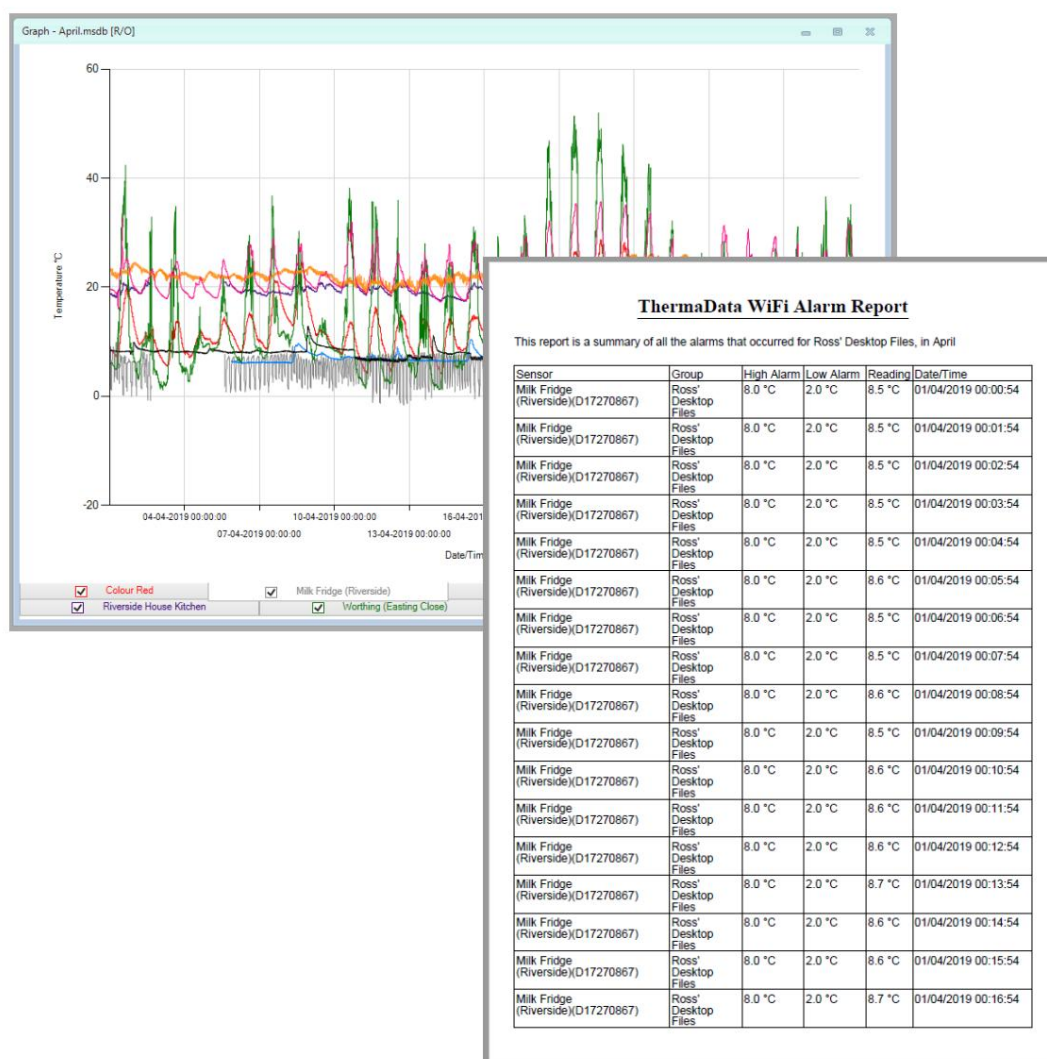 Graph - April.msdb [R/O]
60
40
20
0
-20
Temperature °C
04-04-2019 00:00:00
10-04-2019 00:00:00
07-04-2019 00:00:00
13-04-2019 00:00:00
Colour Red
Milk Fridge (Riverside)
Riverside House Kitchen
Worthing (Easting Close)
ThermaData WiFi Alarm Report
This report is a summary of all the alarms that occurred for Ross' Desktop Files, in April
Sensor Group High Alarm Low Alarm Reading Date/Time
Milk Fridge Ross' 8.0 °C 2.0 °C 8.5 °C 01/04/2019 00:00:54
(Riverside)(D17270867) Desktop
Files
Milk Fridge Ross' 8.0 °C 2.0 °C 8.5 °C 01/04/2019 00:01:54
(Riverside)(D17270867) Desktop
Files
Milk Fridge Ross' 8.0 °C 2.0 °C 8.5 °C 01/04/2019 00:02:54
(Riverside)(D17270867) Desktop
Files
Milk Fridge Ross' 8.0 °C 2.0 °C 8.5 °C 01/04/2019 00:03:54
(Riverside)(D17270867) Desktop
Files
Milk Fridge Ross' 8.0 °C 2.0 °C 8.5 °C 01/04/2019 00:04:54
(Riverside)(D17270867) Desktop
Files
Milk Fridge Ross' 8.0 °C 2.0 °C 8.6 °C 01/04/2019 00:05:54
(Riverside)(D17270867) Desktop
Files
Milk Fridge Ross' 8.0 °C 2.0 °C 8.5 °C 01/04/2019 00:06:54
(Riverside)(D17270867) Desktop
Files
Milk Fridge Ross' 8.0 °C 2.0 °C 8.5 °C 01/04/2019 00:07:54
(Riverside)(D17270867) Desktop
Files
Milk Fridge Ross' 8.0 °C 2.0 °C 8.6 °C 01/04/2019 00:08:54
(Riverside)(D17270867) Desktop
Files
Milk Fridge Ross' 8.0 °C 2.0 °C 8.5 °C 01/04/2019 00:09:54
(Riverside)(D17270867) Desktop
Files
Milk Fridge Ross' 8.0 °C 2.0 °C 8.6 °C 01/04/2019 00:10:54
(Riverside)(D17270867) Desktop
Files
Milk Fridge Ross' 8.0 °C 2.0 °C 8.6 °C 01/04/2019 00:11:54
(Riverside)(D17270867) Desktop
Files
Milk Fridge Ross' 8.0 °C 2.0 °C 8.6 °C 01/04/2019 00:12:54
(Riverside)(D17270867) Desktop
Files
Milk Fridge Ross' 8.0 °C 2.0 °C 8.7 °C 01/04/2019 00:13:54
(Riverside)(D17270867) Desktop
Files
Milk Fridge Ross' 8.0 °C 2.0 °C 8.6 °C 01/04/2019 00:14:54
(Riverside)(D17270867) Desktop
Files
Milk Fridge Ross' 8.0 °C 2.0 °C 8.6 °C 01/04/2019 00:15:54
(Riverside)(D17270867) Desktop
Files
Milk Fridge Ross' 8.0 °C 2.0 °C 8.7 °C 01/04/2019 00:16:54
(Riverside)(D17270867) Desktop
Files